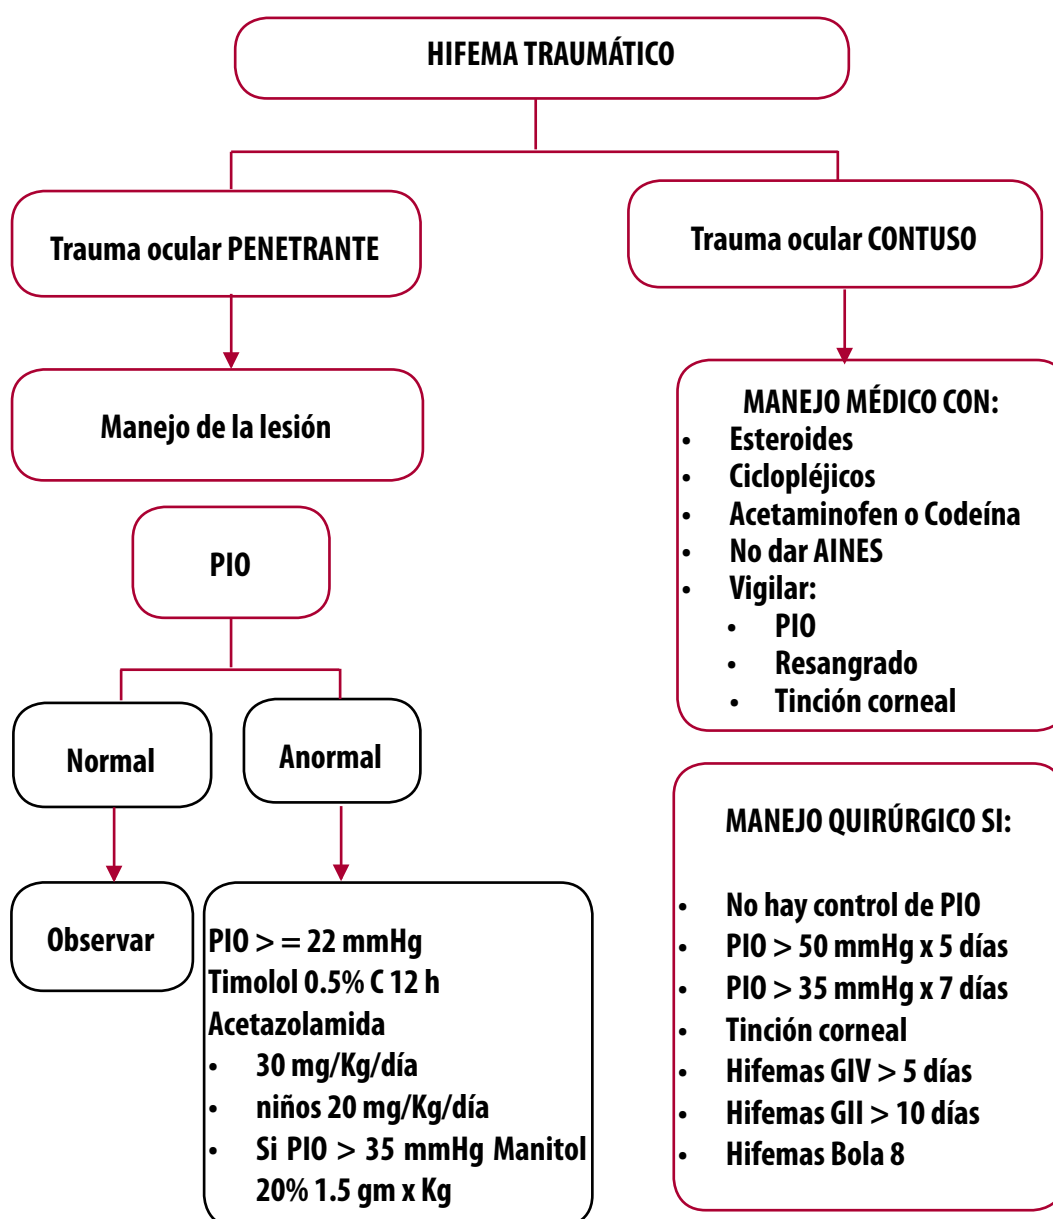 HIFEMA TRAUMÁTICO
Trauma ocular PENETRANTE
Trauma ocular CONTUSO
Manejo de la lesión
PIO
Normal
Anormal
Observar
PIO > = 22 mmHg
Timolol 0.5% C 12 h
Acetazolamida
• 30 mg/Kg/día
• niños 20 mg/Kg/día
• Si PIO > 35 mmHg Manitol
20% 1.5 gm x Kg
MANEJO MÉDICO CON:
• Esteroides
• Ciclopléjicos
• Acetaminofen o Codeína
• No dar AINES
• Vigilar:
• PIO
• Resangrado
• Tinción corneal
MANEJO QUIRÚRGICO SI:
• No hay control de PIO
• PIO > 50 mmHg x 5 días
• PIO > 35 mmHg x 7 días
• Tinción corneal
• Hifemas GIV > 5 días
• Hifemas GII > 10 días
• Hifemas Bola 8